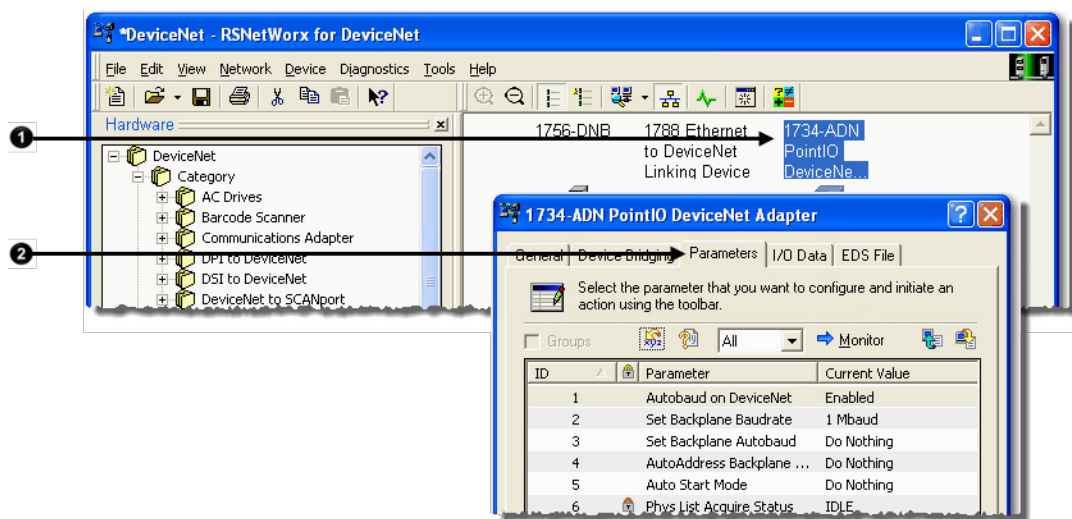 *DeviceNet - RSNetWorx for DeviceNet
File Edit View Network Device Diagnostics Tools Help
Hardware
DeviceNet
Category
AC Drives
Barcode Scanner
Communications Adapter
DPI to DeviceNet
DSI to DeviceNet
DeviceNet to SCANport
1756-DNB
1788 Ethernet
to DeviceNet
Linking Device
1734-ADN
PointIO
DeviceNe...
1
2
1734-ADN PointIO DeviceNet Adapter
General Device Bridging Parameters I/O Data EDS File
Select the parameter that you want to configure and initiate an
action using the toolbar.
Groups All Monitor
ID Parameter Current Value
1 Autobaud on DeviceNet Enabled
2 Set Backplane Baudrate 1 Mbaud
3 Set Backplane Autobaud Do Nothing
4 AutoAddress Backplane ... Do Nothing
5 Auto Start Mode Do Nothing
6 Phys List Acquire Status IDLE